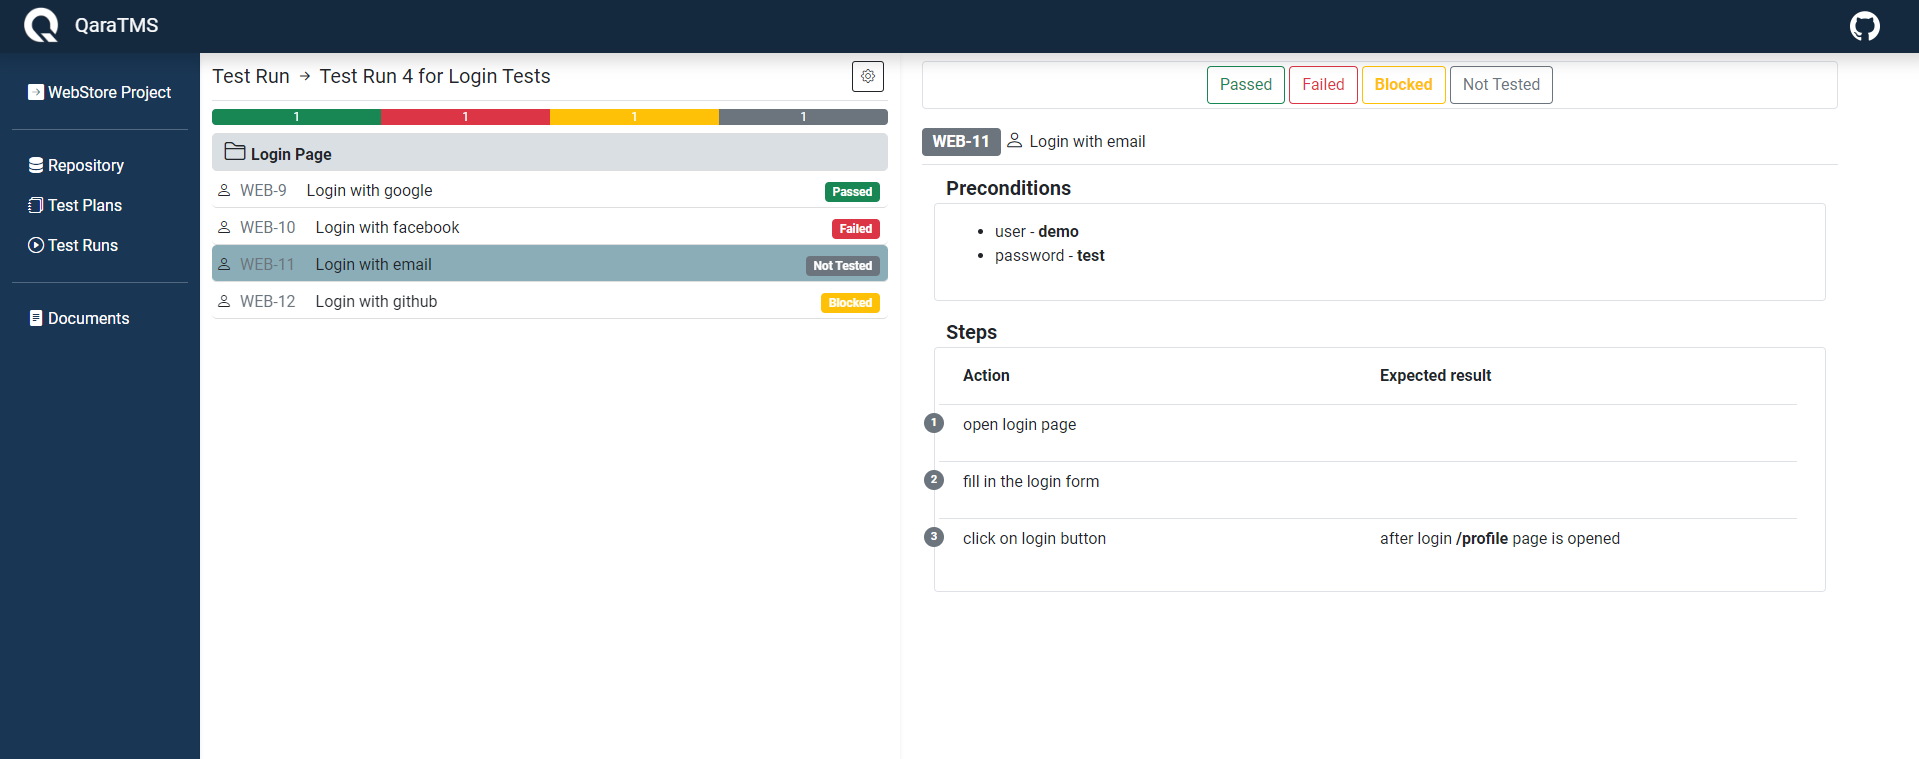 QaraTMS
WebStore Project
Repository
Test Plans
Test Runs
Documents
Test Run → Test Run 4 for Login Tests
1 1 1 1
Login Page
WEB-9 Login with google Passed
WEB-10 Login with facebook Failed
WEB-11 Login with email Not Tested
WEB-12 Login with github Blocked
Passed Failed Blocked Not Tested
WEB-11 Login with email
Preconditions
• user - demo
• password - test
Steps
Action Expected result
1 open login page
2 fill in the login form
3 click on login button after login /profile page is opened